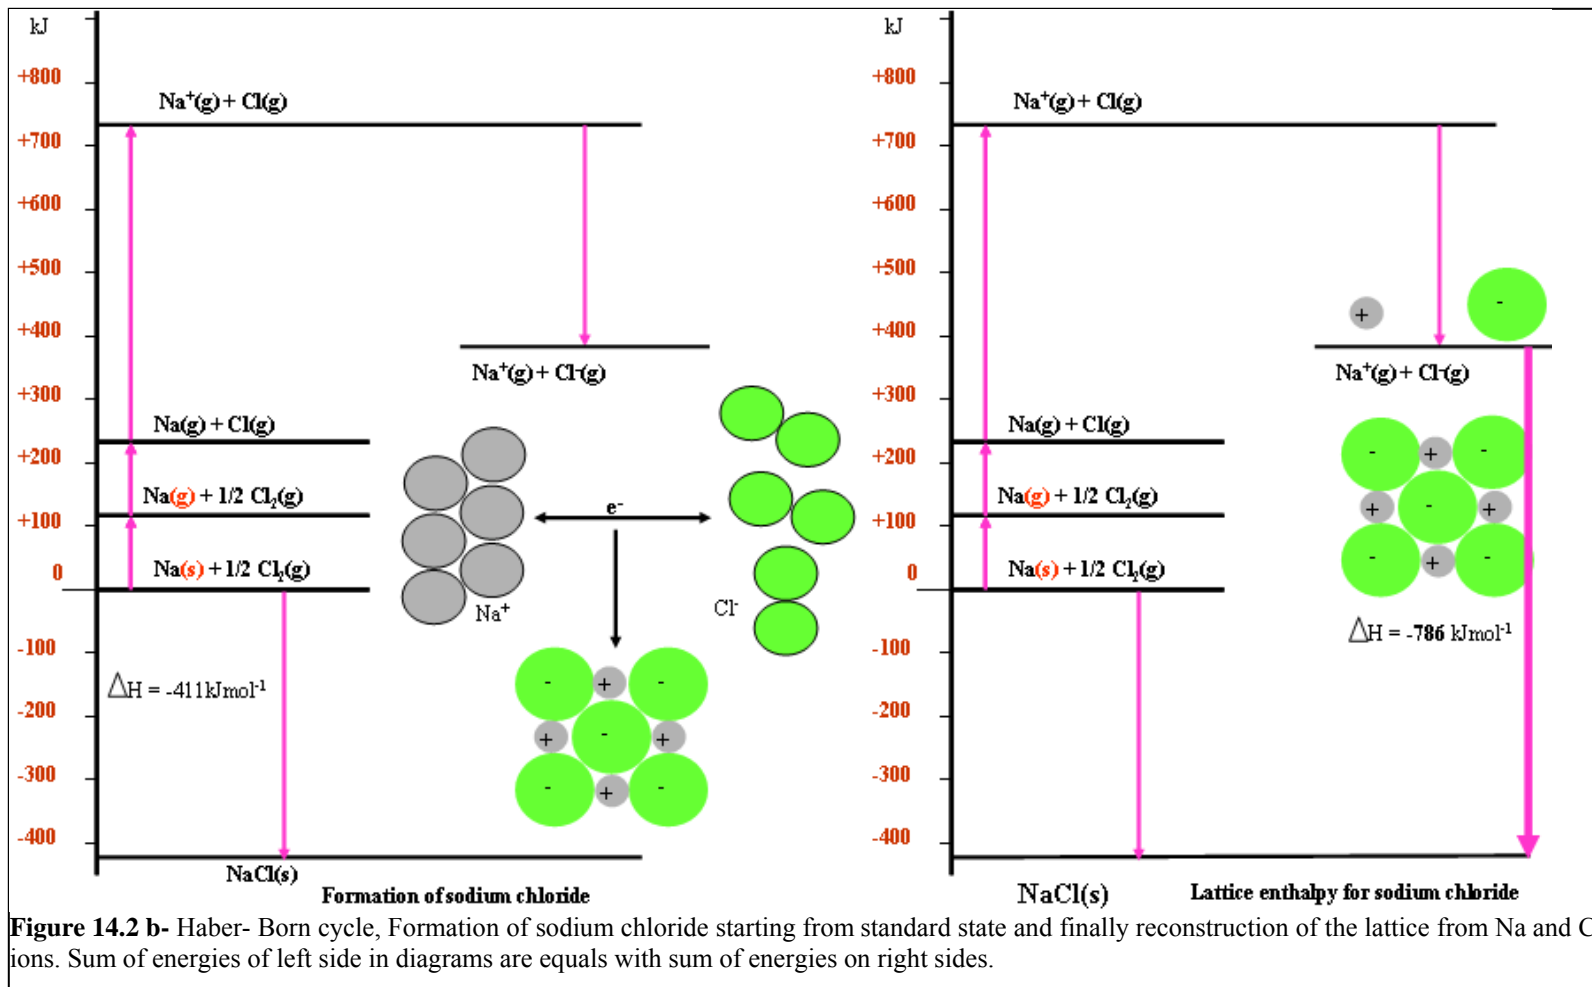 kJ
+800
Na⁺(g) + Cl(g)
+700
+600
+500
+400
Na⁺(g) + Cl⁻(g)
+300
Na(g) + Cl(g)
+200
Na(g) + 1/2 Cl₂(g)
+100
e⁻
Na(s) + 1/2 Cl₂(g)
0
Na⁺
Cl⁻
-100
ΔH = -411kJmol⁻¹
- + -
-200
+ - +
-300
- + -
-400
NaCl(s)
Formation of sodium chloride
kJ
+800
Na⁺(g) + Cl(g)
+700
+600
+500
+ -
+400
Na⁺(g) + Cl⁻(g)
+300
Na(g) + Cl(g)
- + -
+200
Na(g) + 1/2 Cl₂(g)
+ - +
+100
Na(s) + 1/2 Cl₂(g)
- + -
0
ΔH = -786 kJmol⁻¹
-100
-200
-300
-400
NaCl(s)
Lattice enthalpy for sodium chloride
Figure 14.2 b- Haber- Born cycle, Formation of sodium chloride starting from standard state and finally reconstruction of the lattice from Na and C
ions. Sum of energies of left side in diagrams are equals with sum of energies on right sides.